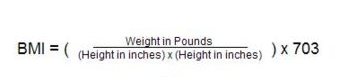 Weight in Pounds
BMI = ( (Height in inches) x (Height in inches) ) x 703